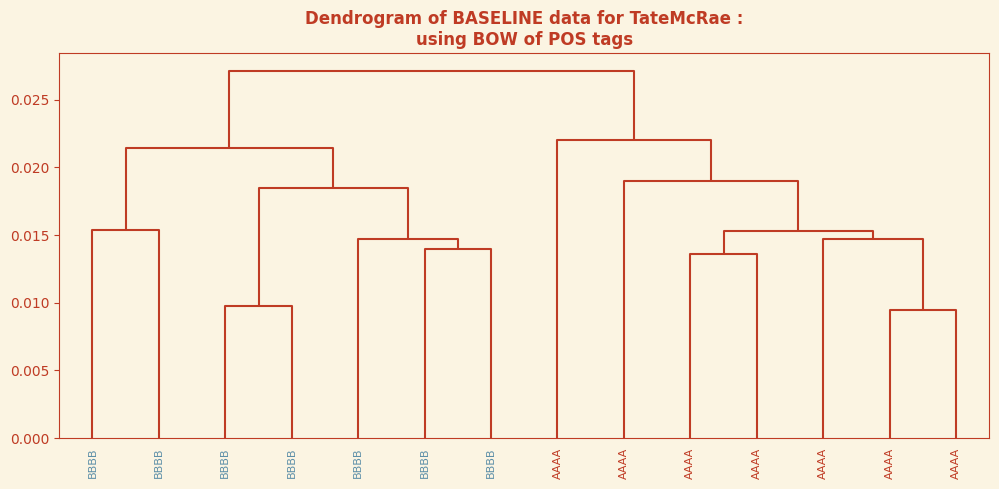 Dendrogram of BASELINE data for TateMcRae :
using BOW of POS tags
0.025
0.020
0.015
0.010
0.005
0.000
BBBB
BBBB
BBBB
BBBB
BBBB
BBBB
BBBB
AAAA
AAAA
AAAA
AAAA
AAAA
AAAA
AAAA